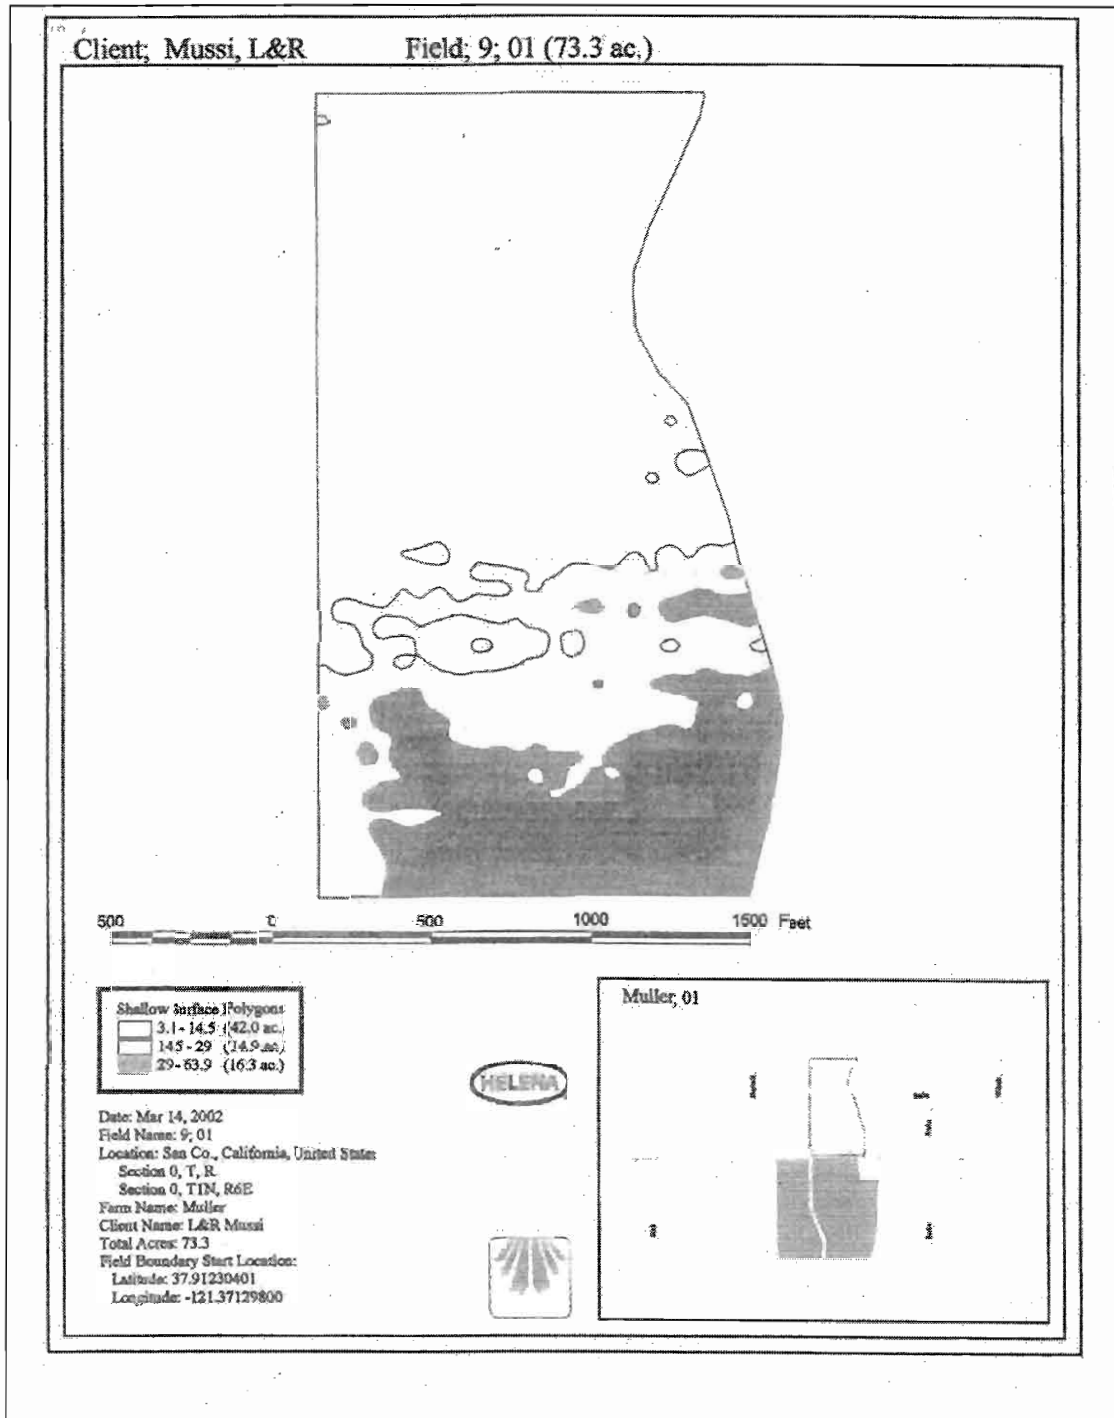 Client; Mussi, L&R Field; 9; 01 (73.3 ac.)
500 0 500 1000 1500 Feet
Shallow Surface Polygons
3.1 - 14.5 (42.0 ac.)
14.5 - 29 (14.9 ac.)
29 - 63.9 (16.3 ac.)
Muller, 01
HELENA
Date: Mar 14, 2002
Field Name: 9; 01
Location: San Co., California, United States
Section 0, T, R
Section 0, T1N, R6E
Farm Name: Muller
Client Name: L&R Mussi
Total Acres: 73.3
Field Boundary Start Location:
Latitude: 37.91230401
Longitude: -121.37129800